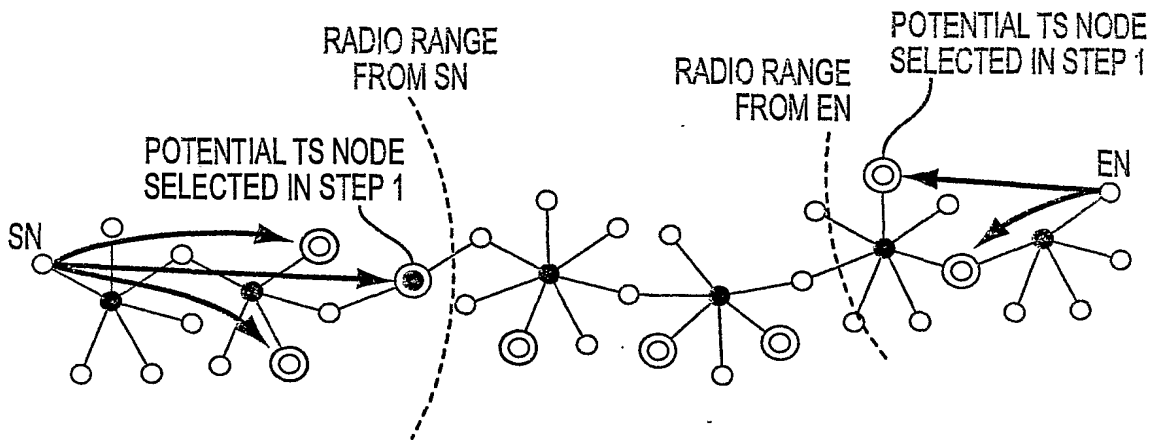 POTENTIAL TS NODE
SELECTED IN STEP 1
RADIO RANGE
FROM SN
RADIO RANGE
FROM EN
POTENTIAL TS NODE
SELECTED IN STEP 1
EN
SN